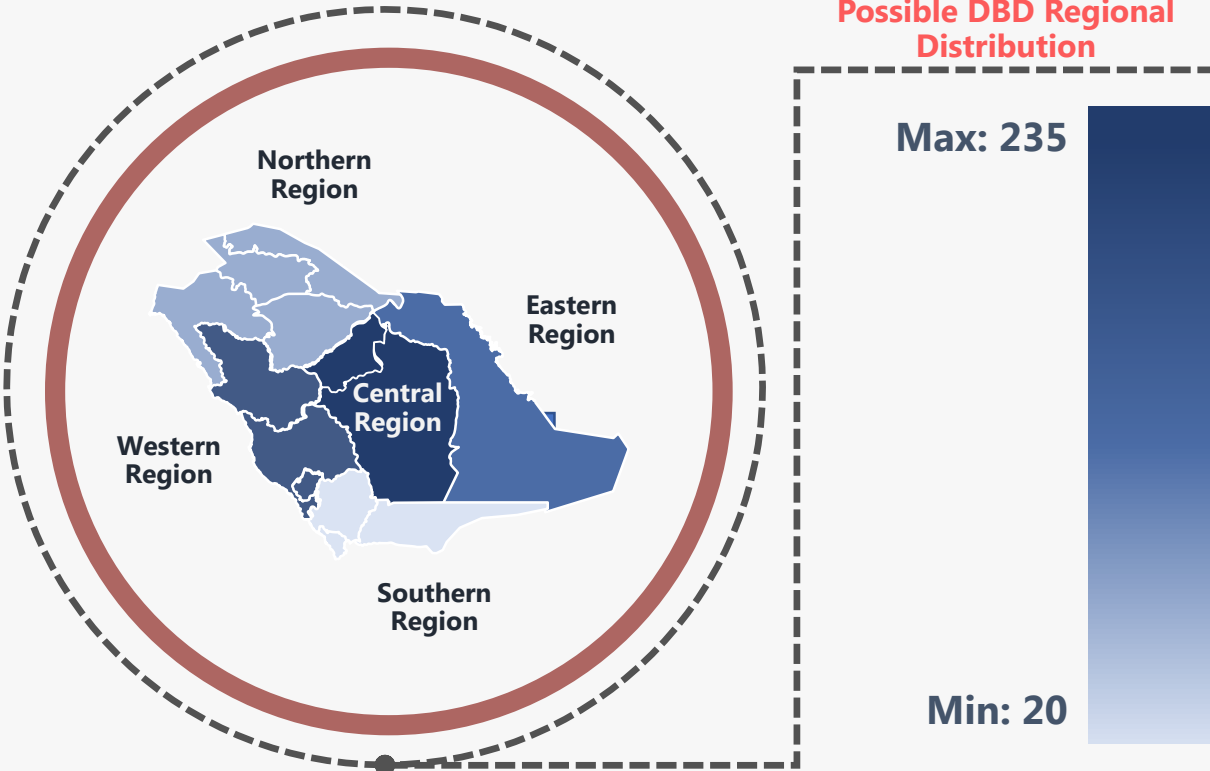 Possible DBD Regional
Distribution
Max: 235
Northern
Region
Eastern
Region
Central
Region
Western
Region
Southern
Region
Min: 20